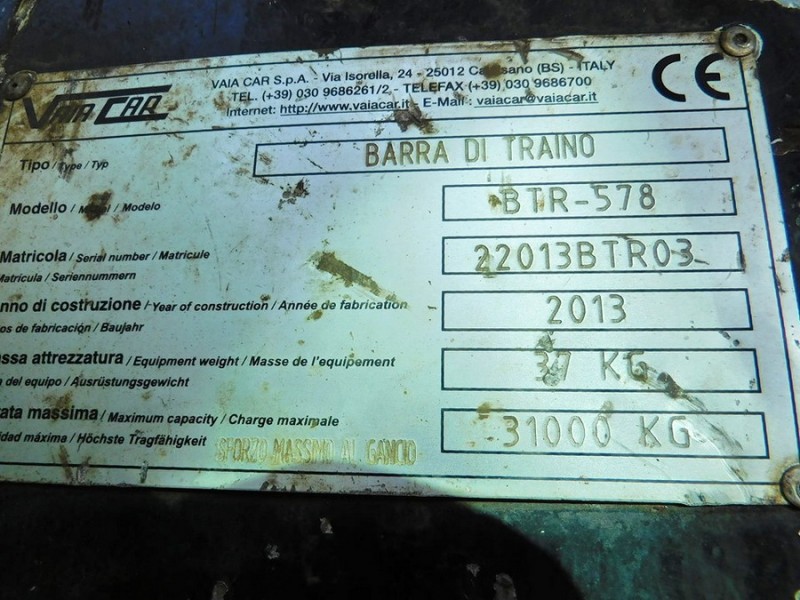 VAIA CAR
VAIA CAR S.p.A. - Via Isorella, 24 - 25012 Calvisano (BS) - ITALY
TEL. (+39) 030 9686261/2 - TELEFAX (+39) 030 9686700
Internet: http://www.vaiacar.it - E-Mail: vaiacar@vaiacar.it
CE
Tipo / Type / Typ BARRA DI TRAINO
Modello / Model / Modelo BTR-578
Matricola / Serial number / Matricule 22013BTR03
Matricula / Seriennummern
nno di costruzione / Year of construction / Année de fabrication 2013
os de fabricación / Baujahr
ssa attrezzatura / Equipment weight / Masse de l'equipement 37 KG
a del equipo / Ausrüstungsgewicht
ata massima / Maximum capacity / Charge maximale 31000 KG
idad máxima / Höchste Tragfähigkeit SFORZO MASSIMO AL GANCIO